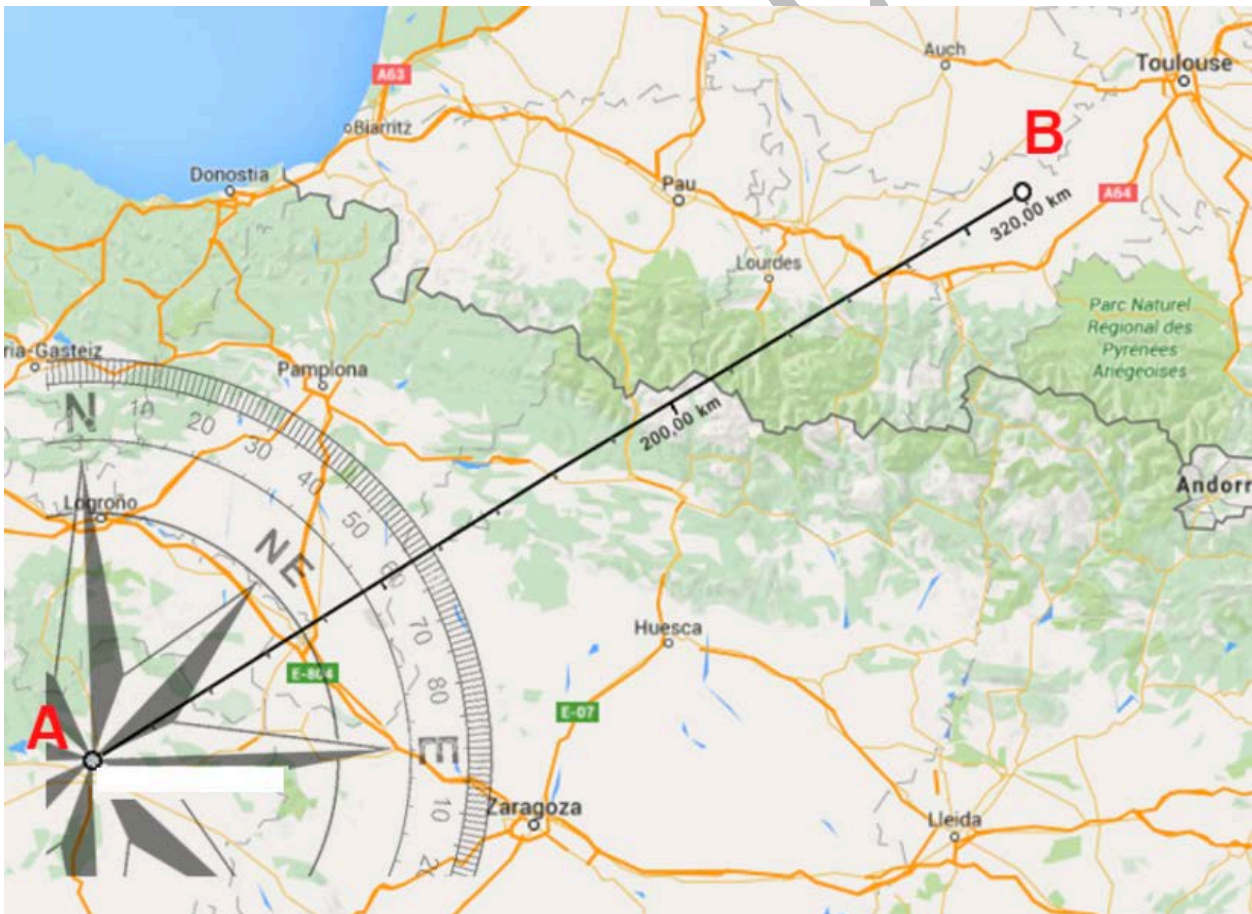 Auch
Toulouse
A63
B
Biarritz
Donostia
Pau
A64
320,00 km
Lourdes
Parc Naturel
Régional des
Pyrénées
Ariégeoises
ria-Gasteiz
Pamplona
N
10
20
30
40
50
60
70
80
200,00 km
Logroño
Andorr
NE
Huesca
E-804
E-07
A
E
10
20
Zaragoza
Lleida